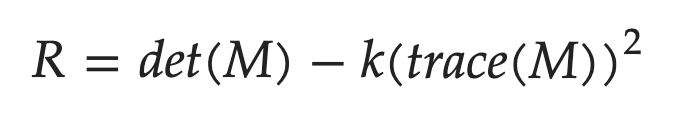 R = det(M) − k(trace(M))²